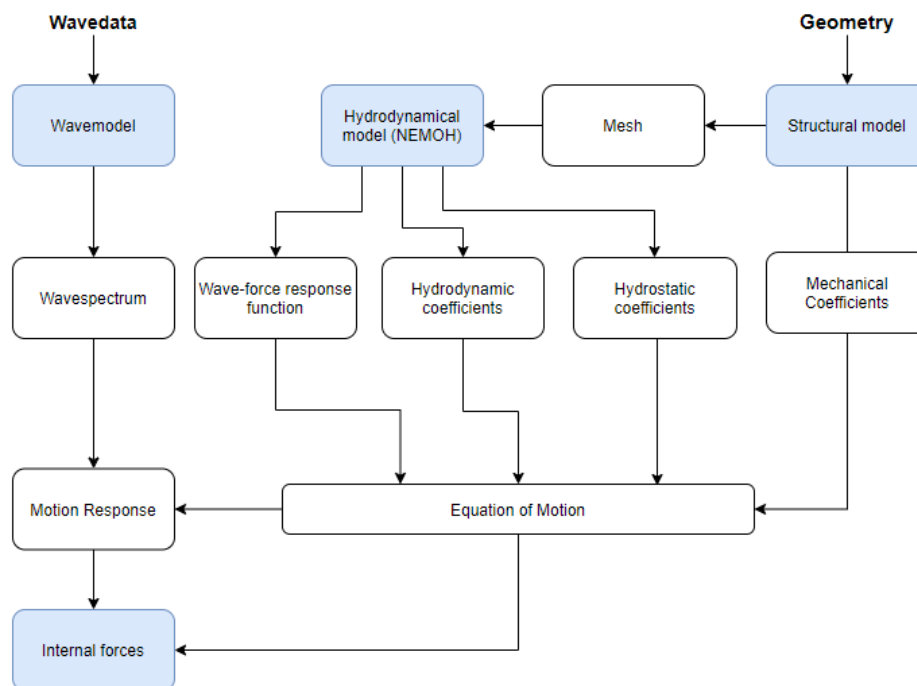 Wavedata
Geometry
Wavemodel
Hydrodynamical
model (NEMOH)
Mesh
Structural model
Wavespectrum
Wave-force response
function
Hydrodynamic
coefficients
Hydrostatic
coefficients
Mechanical
Coefficients
Motion Response
Equation of Motion
Internal forces